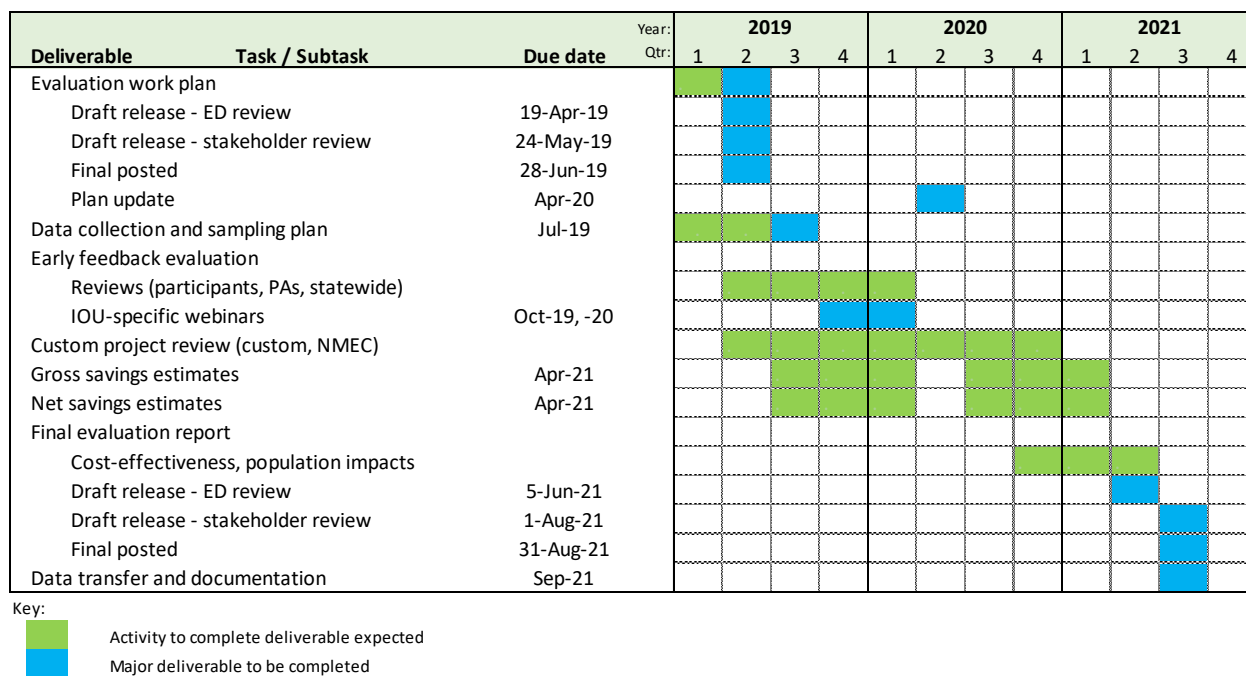 Year: 2019 2020 2021
Deliverable Task / Subtask Due date Qtr: 1 2 3 4 1 2 3 4 1 2 3 4
Evaluation work plan
Draft release - ED review 19-Apr-19
Draft release - stakeholder review 24-May-19
Final posted 28-Jun-19
Plan update Apr-20
Data collection and sampling plan Jul-19
Early feedback evaluation
Reviews (participants, PAs, statewide)
IOU-specific webinars Oct-19, -20
Custom project review (custom, NMEC)
Gross savings estimates Apr-21
Net savings estimates Apr-21
Final evaluation report
Cost-effectiveness, population impacts
Draft release - ED review 5-Jun-21
Draft release - stakeholder review 1-Aug-21
Final posted 31-Aug-21
Data transfer and documentation Sep-21
Key:
Activity to complete deliverable expected
Major deliverable to be completed